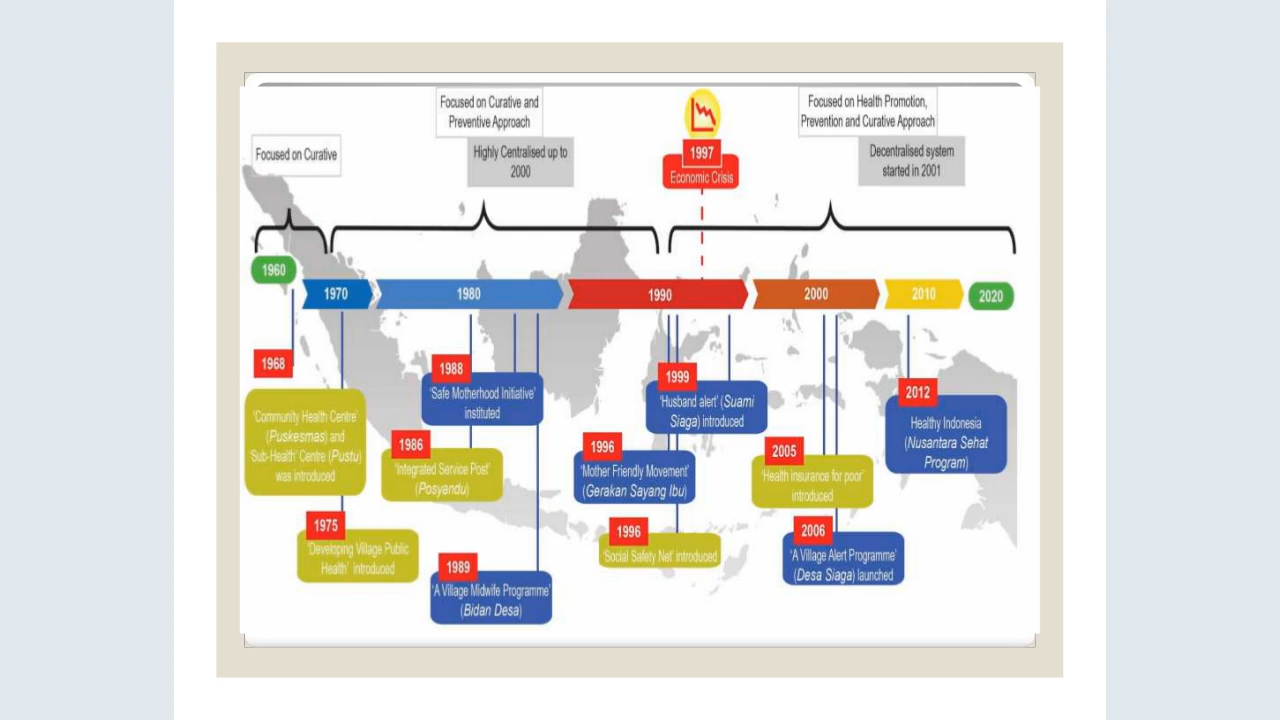 Focused on Curative
Focused on Curative and
Preventive Approach
Highly Centralised up to
2000
1997
Economic Crisis
Focused on Health Promotion,
Prevention and Curative Approach
Decentralised system
started in 2001
1960
1970
1980
1990
2000
2010
2020
1968
'Community Health Centre'
(Puskesmas) and
'Sub-Health' Centre (Pustu)
was introduced
1975
'Developing Village Public
Health' introduced
1988
'Safe Motherhood Initiative'
instituted
1986
'Integrated Service Post'
(Posyandu)
1989
'A Village Midwife Programme'
(Bidan Desa)
1999
'Husband alert' (Suami
Siaga) introduced
1996
'Mother Friendly Movement'
(Gerakan Sayang Ibu)
1996
'Social Safety Net' introduced
2005
'Health insurance for poor'
introduced
2006
'A Village Alert Programme'
(Desa Siaga) launched
2012
Healthy Indonesia
(Nusantara Sehat
Program)